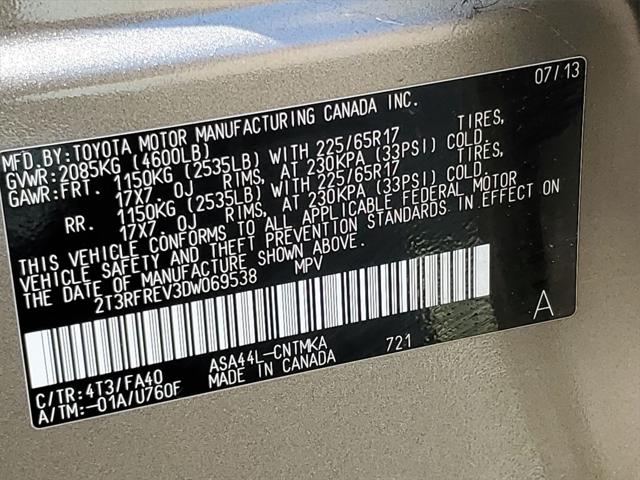 07/13
MFD.BY:TOYOTA MOTOR MANUFACTURING CANADA INC.
GVWR:2085KG (4600LB)
GAWR:FRT. 1150KG (2535LB) WITH 225/65R17 TIRES,
17X7.0J RIMS, AT 230KPA (33PSI) COLD.
RR. 1150KG (2535LB) WITH 225/65R17 TIRES,
17X7.0J RIMS, AT 230KPA (33PSI) COLD.
THIS VEHICLE CONFORMS TO ALL APPLICABLE FEDERAL MOTOR
VEHICLE SAFETY AND THEFT PREVENTION STANDARDS IN EFFECT ON
THE DATE OF MANUFACTURE SHOWN ABOVE.
2T3RFREV3DW069538 MPV
A
C/TR:4T3/FA40 ASA44L-CNTMKA 721
A/TM:-01A/U760F MADE IN CANADA